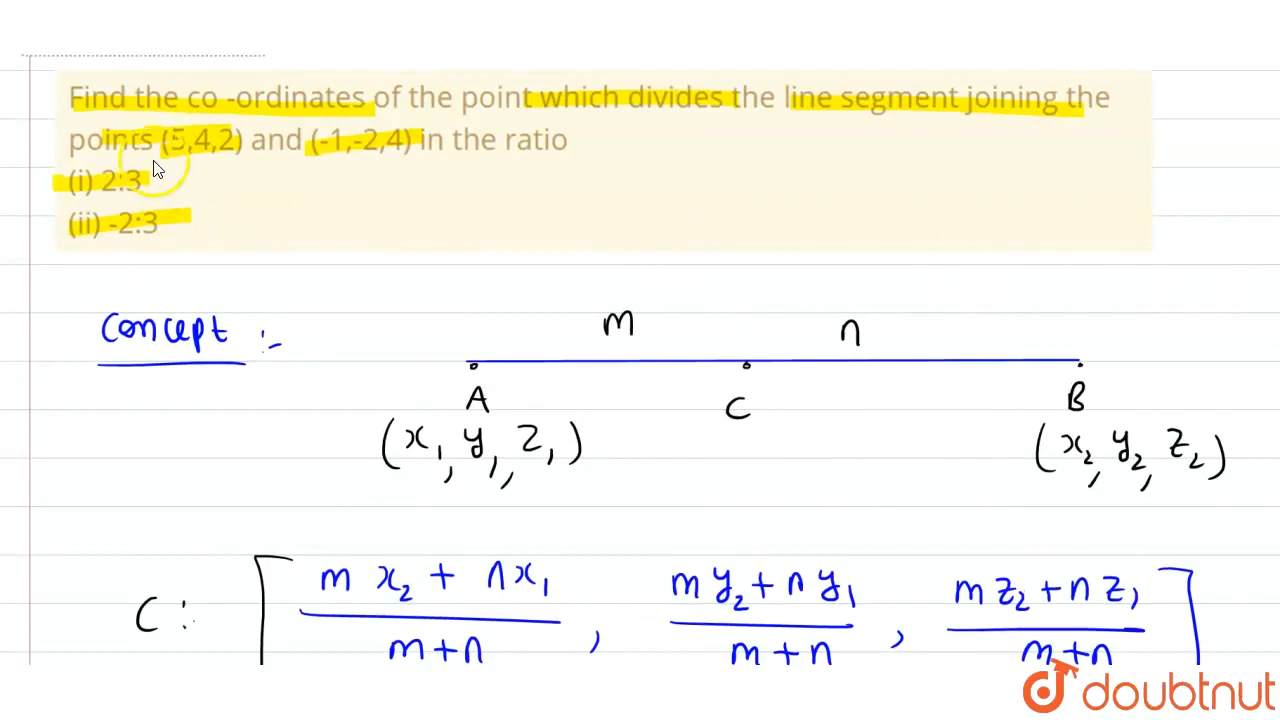 Find the co -ordinates of the point which divides the line segment joining the
points (5,4,2) and (-1,-2,4) in the ratio
(i) 2:3
(ii) -2:3
Concept :-
m n
A C B
(x₁, y₁, z₁) (x₂, y₂, z₂)
C : [ m x₂ + n x₁ / m + n , m y₂ + n y₁ / m + n , m z₂ + n z₁ / m + n ]
doubtnut